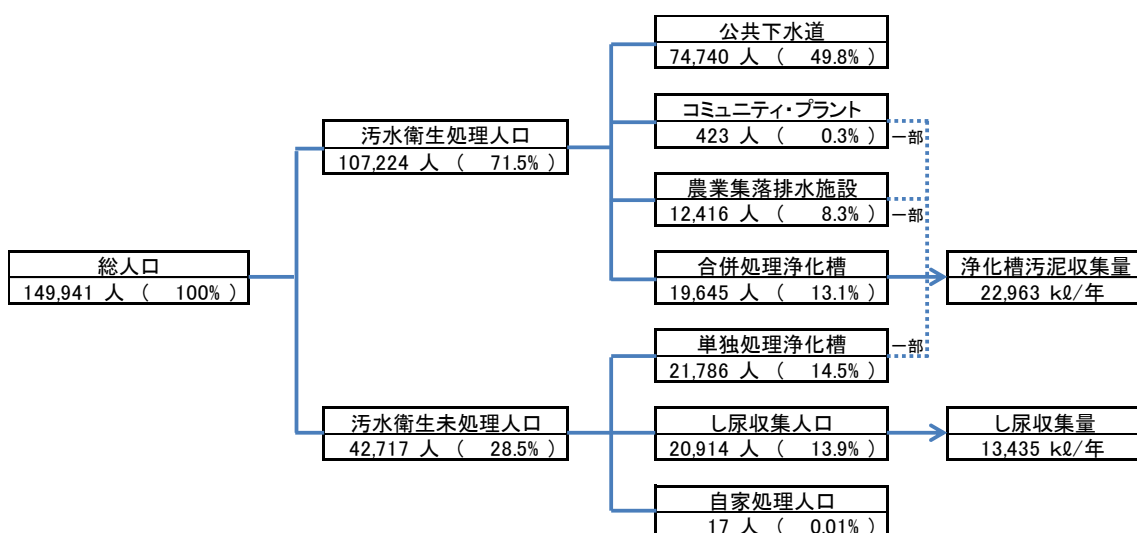 公共下水道
74,740 人 ( 49.8% )
コミュニティ・プラント
423 人 ( 0.3% )
一部
汚水衛生処理人口
107,224 人 ( 71.5% )
農業集落排水施設
12,416 人 ( 8.3% )
一部
総人口
149,941 人 ( 100% )
合併処理浄化槽
19,645 人 ( 13.1% )
浄化槽汚泥収集量
22,963 kℓ/年
単独処理浄化槽
21,786 人 ( 14.5% )
一部
汚水衛生未処理人口
42,717 人 ( 28.5% )
し尿収集人口
20,914 人 ( 13.9% )
し尿収集量
13,435 kℓ/年
自家処理人口
17 人 ( 0.01% )